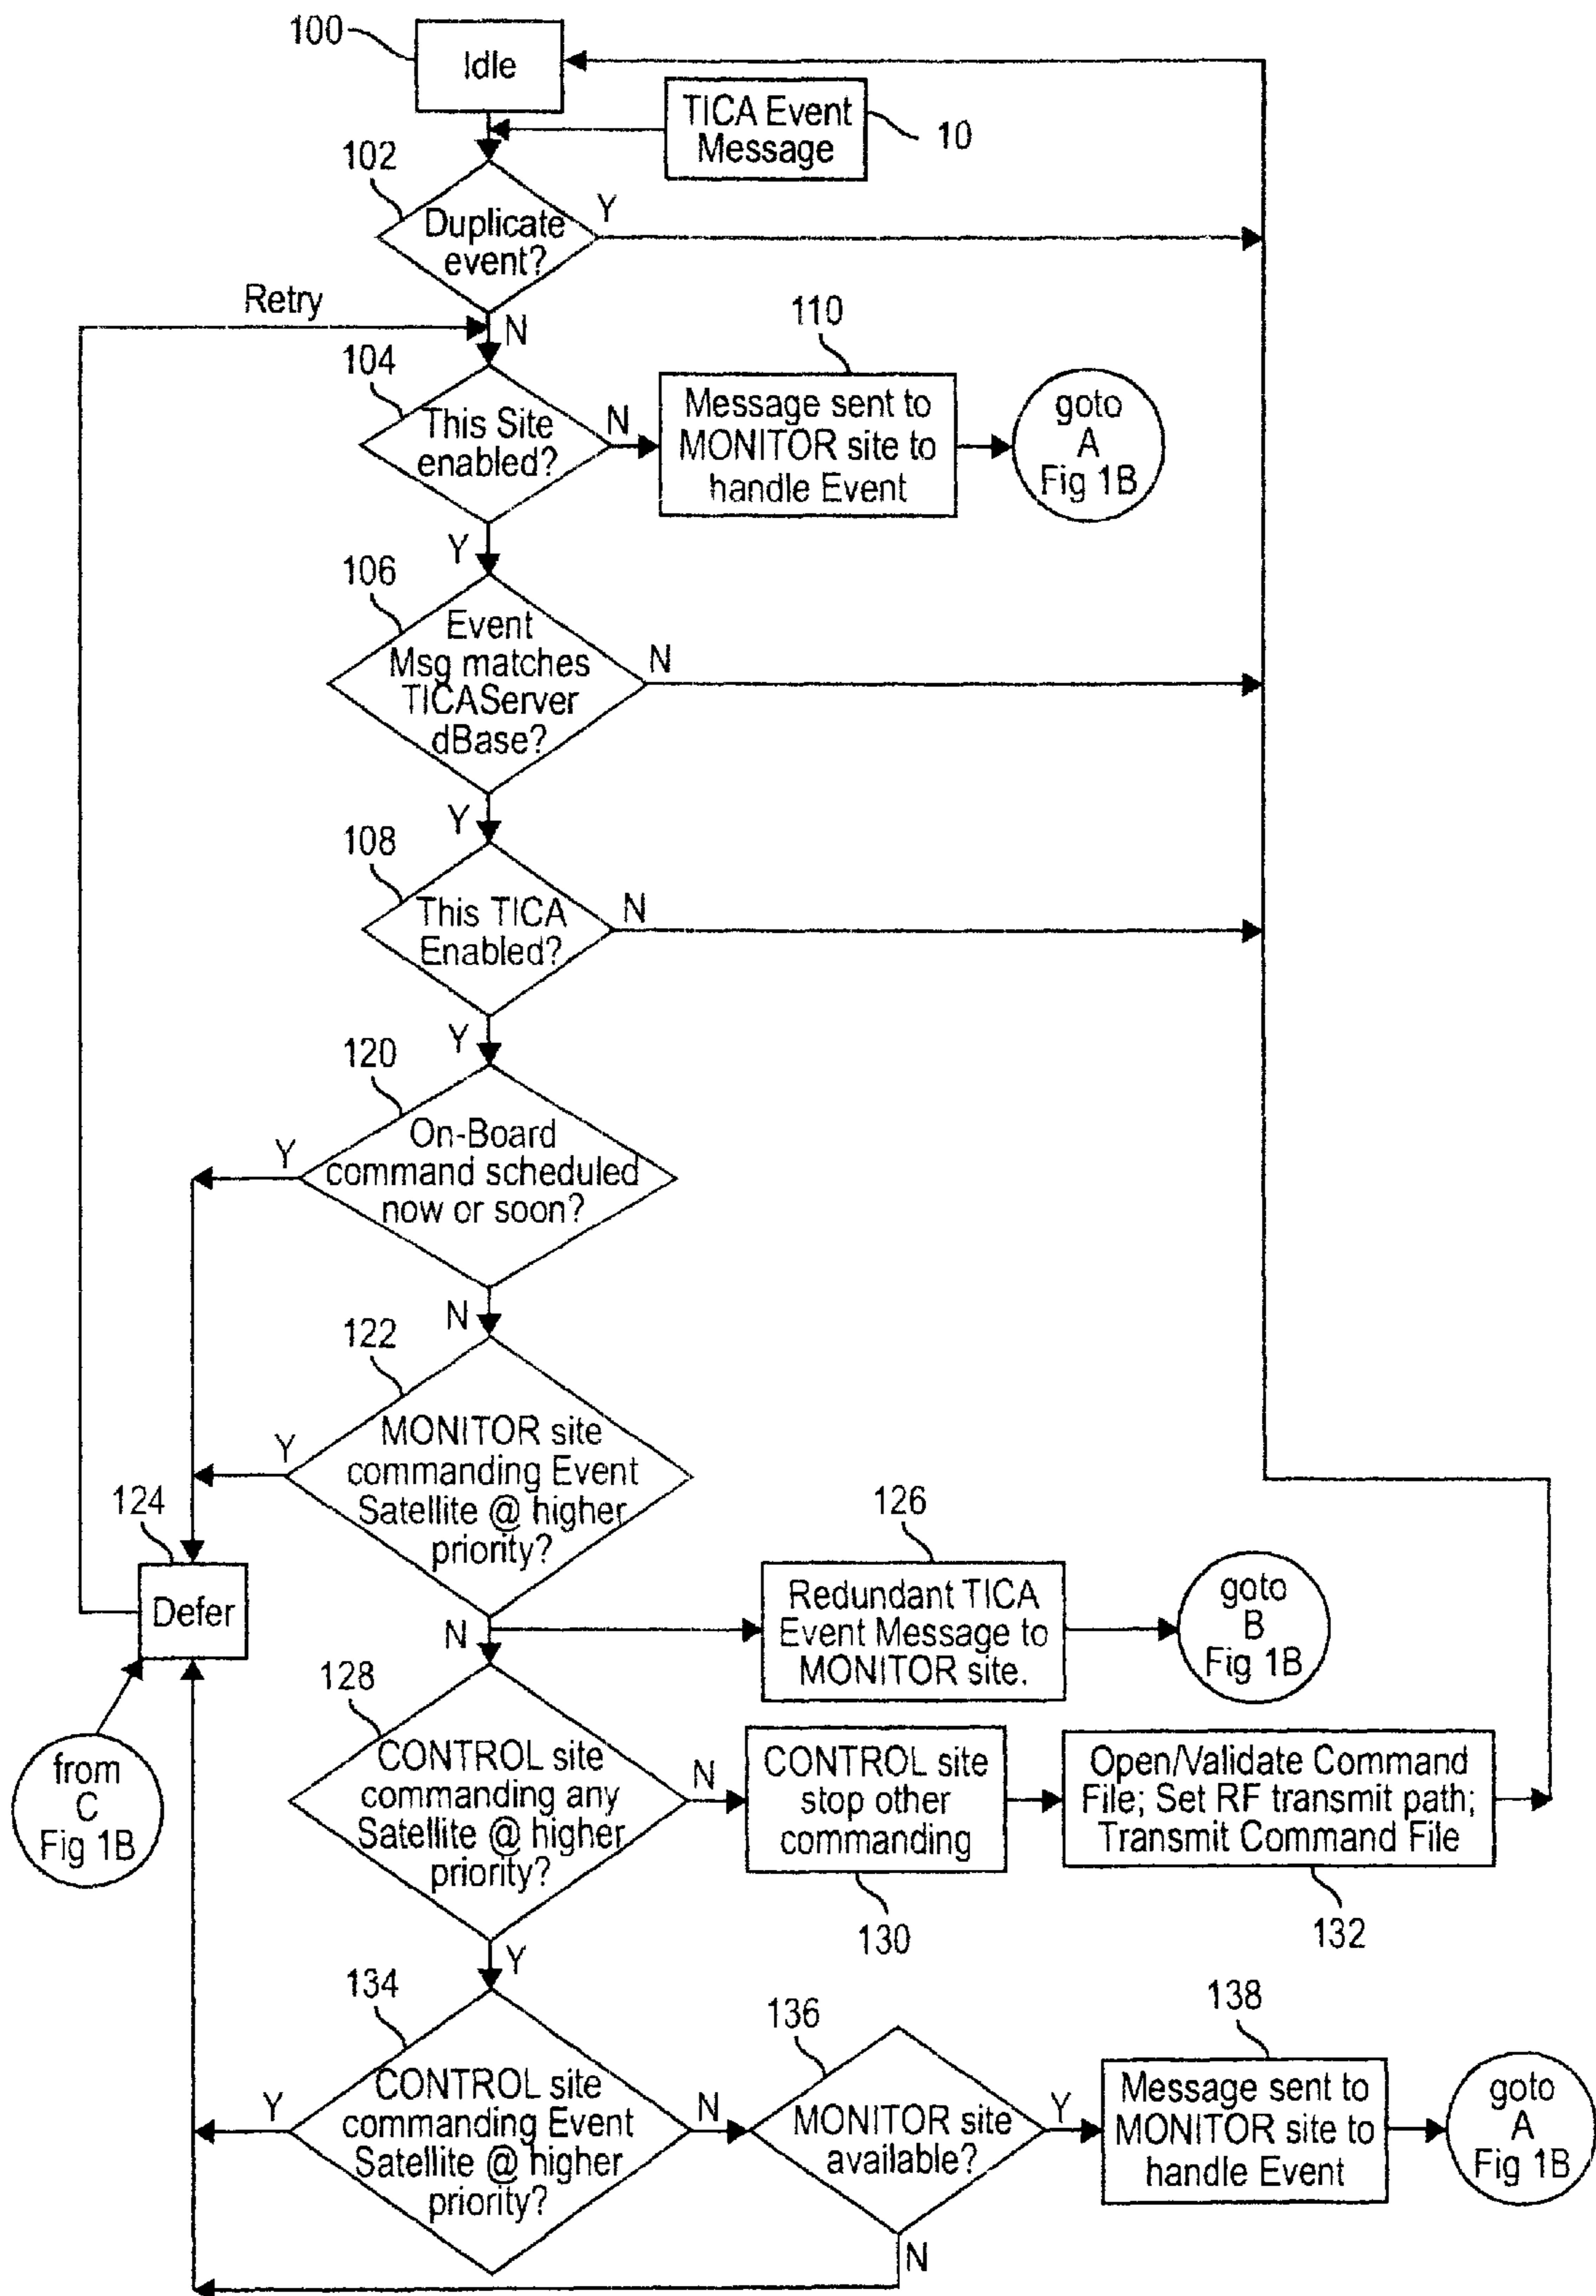 100
Idle
TICA Event
Message
10
102
Duplicate
event?
Y
Retry
N
104
This Site
enabled?
N
110
Message sent to
MONITOR site to
handle Event
goto
A
Fig 1B
Y
106
Event
Msg matches
TICAServer
dBase?
N
Y
108
This TICA
Enabled?
N
Y
120
On-Board
command scheduled
now or soon?
Y
N
122
MONITOR site
commanding Event
Satellite @ higher
priority?
Y
124
Defer
N
126
Redundant TICA
Event Message to
MONITOR site.
goto
B
Fig 1B
from
C
Fig 1B
128
CONTROL site
commanding any
Satellite @ higher
priority?
N
CONTROL site
stop other
commanding
130
Open/Validate Command
File; Set RF transmit path;
Transmit Command File
132
Y
134
CONTROL site
commanding Event
Satellite @ higher
priority?
Y
N
136
MONITOR site
available?
Y
138
Message sent to
MONITOR site to
handle Event
goto
A
Fig 1B
N